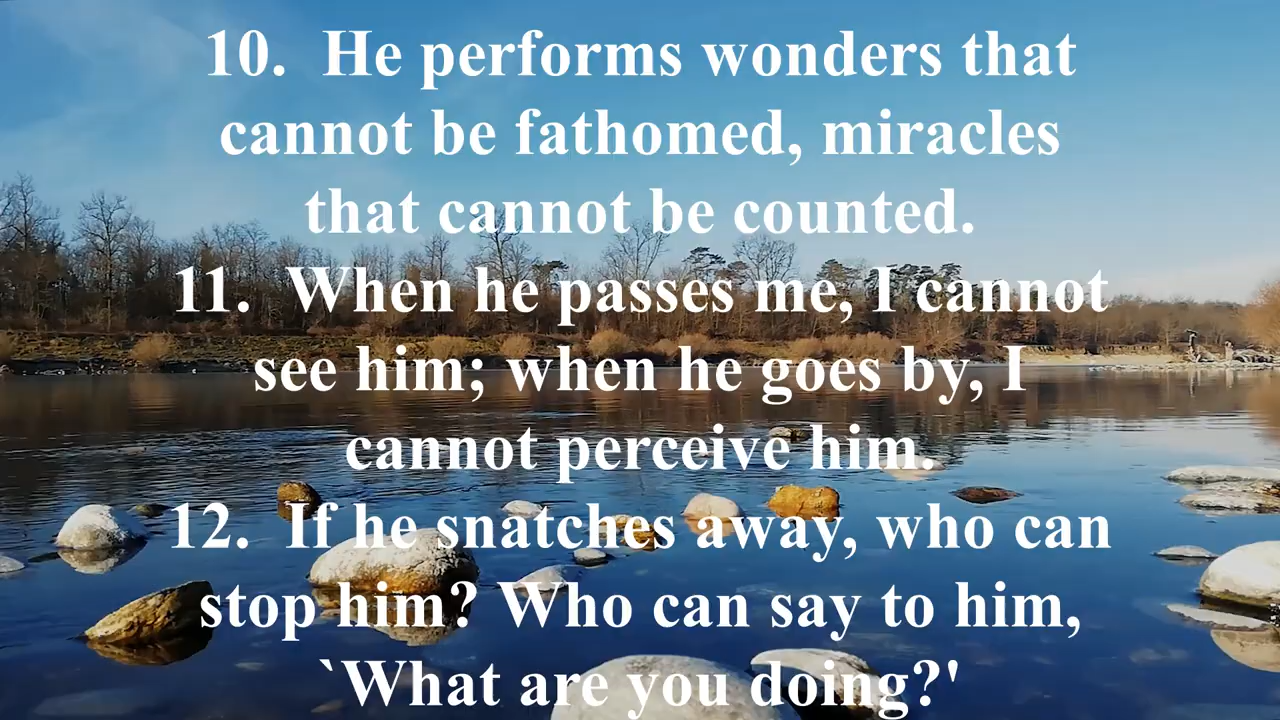 10.  He performs wonders that
cannot be fathomed, miracles
that cannot be counted.
11.  When he passes me, I cannot
see him; when he goes by, I
cannot perceive him.
12.  If he snatches away, who can
stop him? Who can say to him,
`What are you doing?'